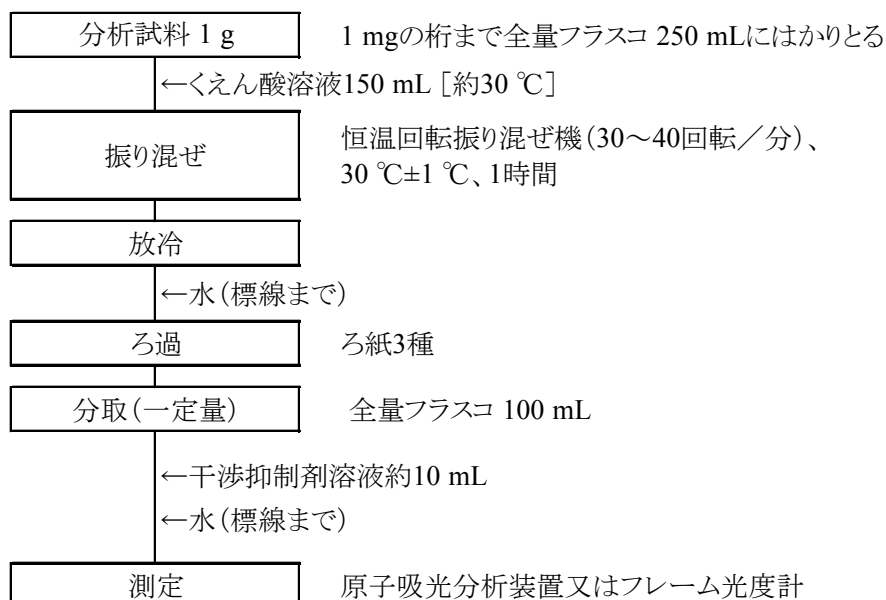 分析試料 1 g 1 mgの桁まで全量フラスコ 250 mLにはかりとる
←くえん酸溶液150 mL [約30 ℃]
振り混ぜ 恒温回転振り混ぜ機(30~40回転/分)、
30 ℃±1 ℃、1時間
放冷
←水(標線まで)
ろ過 ろ紙3種
分取(一定量) 全量フラスコ 100 mL
←干渉抑制剤溶液約10 mL
←水(標線まで)
測定 原子吸光分析装置又はフレーム光度計